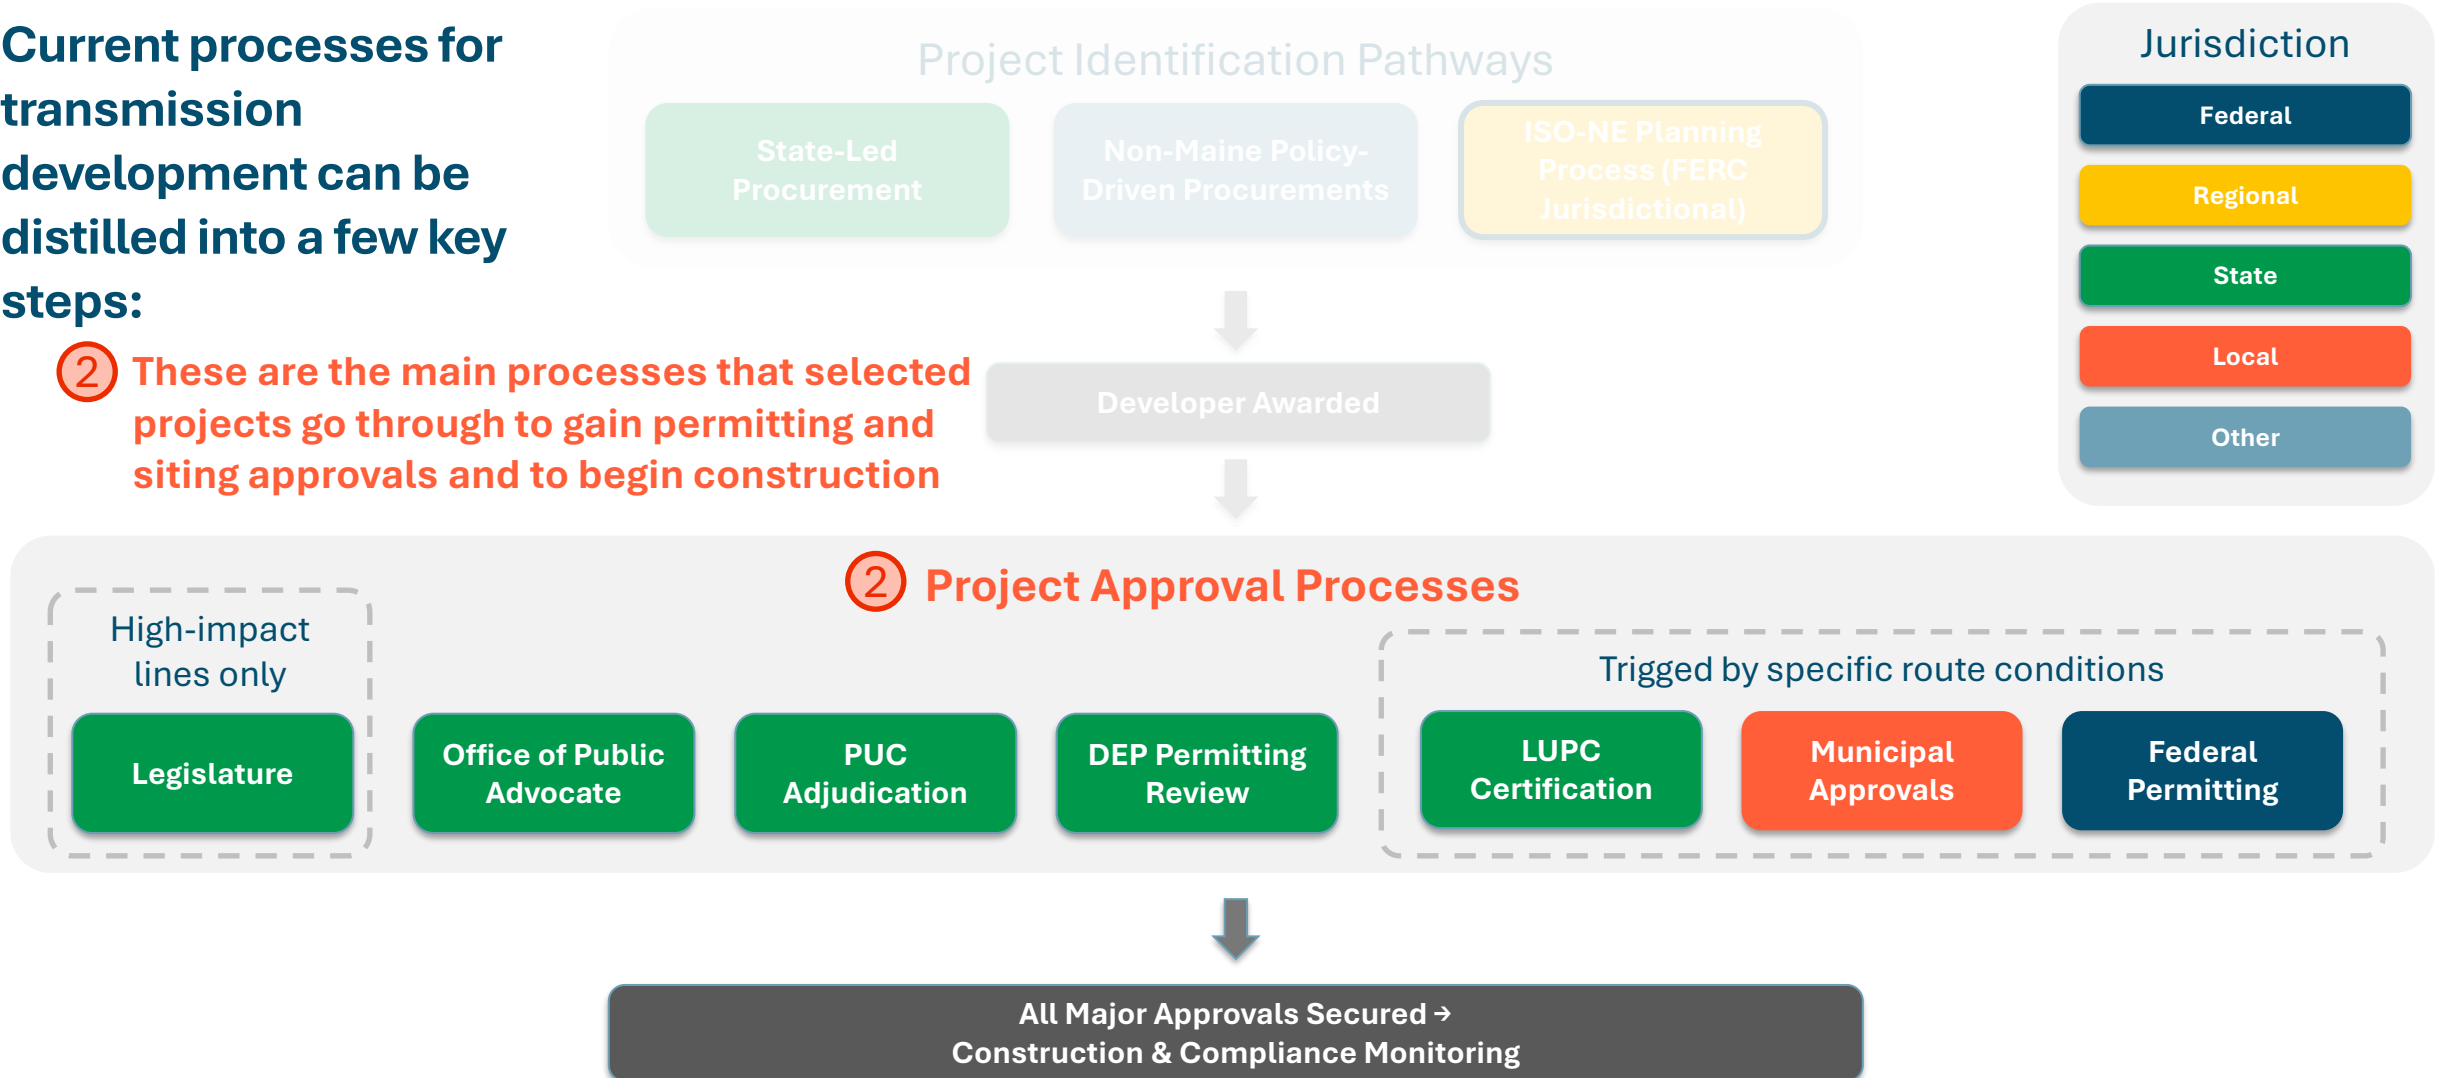 Current processes for
transmission
development can be
distilled into a few key
steps:
2 These are the main processes that selected
projects go through to gain permitting and
siting approvals and to begin construction
Project Identification Pathways
State-Led
Procurement
Non-Maine Policy-
Driven Procurements
ISO-NE Planning
Process (FERC
Jurisdictional)
Developer Awarded
Jurisdiction
Federal
Regional
State
Local
Other
2 Project Approval Processes
High-impact
lines only
Legislature
Office of Public
Advocate
PUC
Adjudication
DEP Permitting
Review
Trigged by specific route conditions
LUPC
Certification
Municipal
Approvals
Federal
Permitting
All Major Approvals Secured →
Construction & Compliance Monitoring